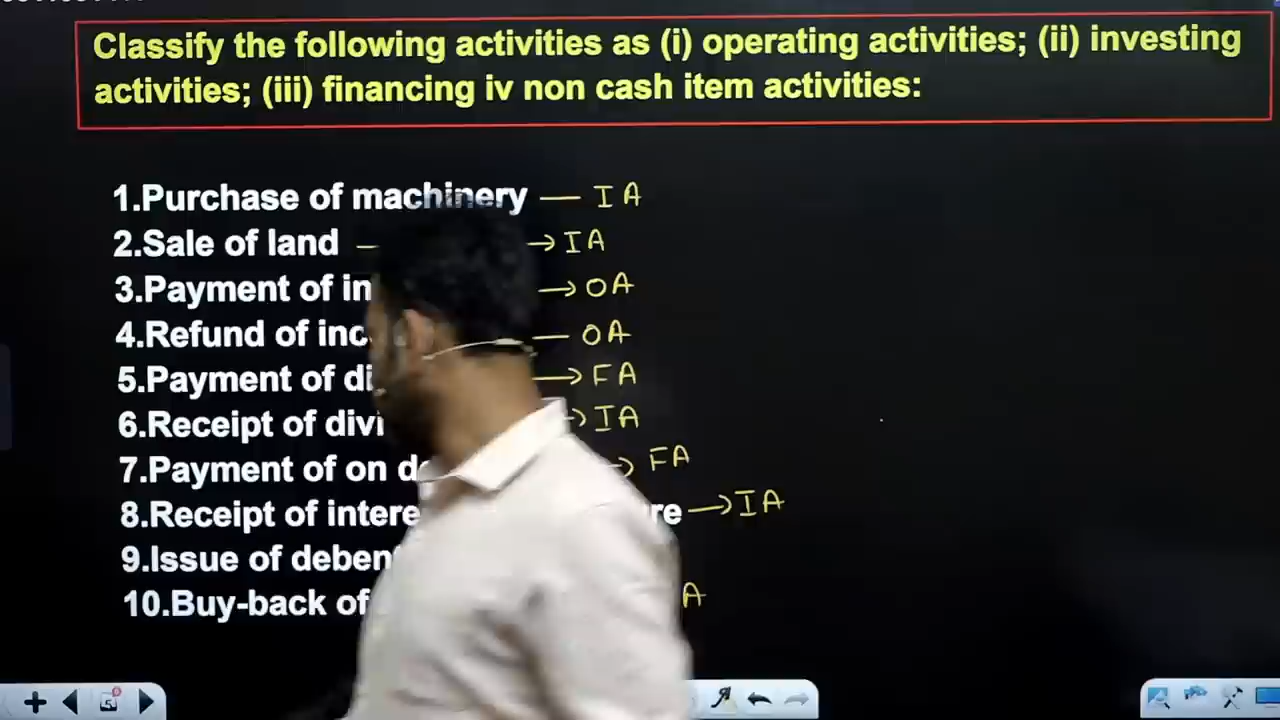 Classify the following activities as (i) operating activities; (ii) investing
activities; (iii) financing iv non cash item activities:
1.Purchase of machinery — IA
2.Sale of land — → IA
3.Payment of in → OA
4.Refund of inc — OA
5.Payment of di → FA
6.Receipt of divi → IA
7.Payment of on de → FA
8.Receipt of intere re → IA
9.Issue of deben
10.Buy-back of A